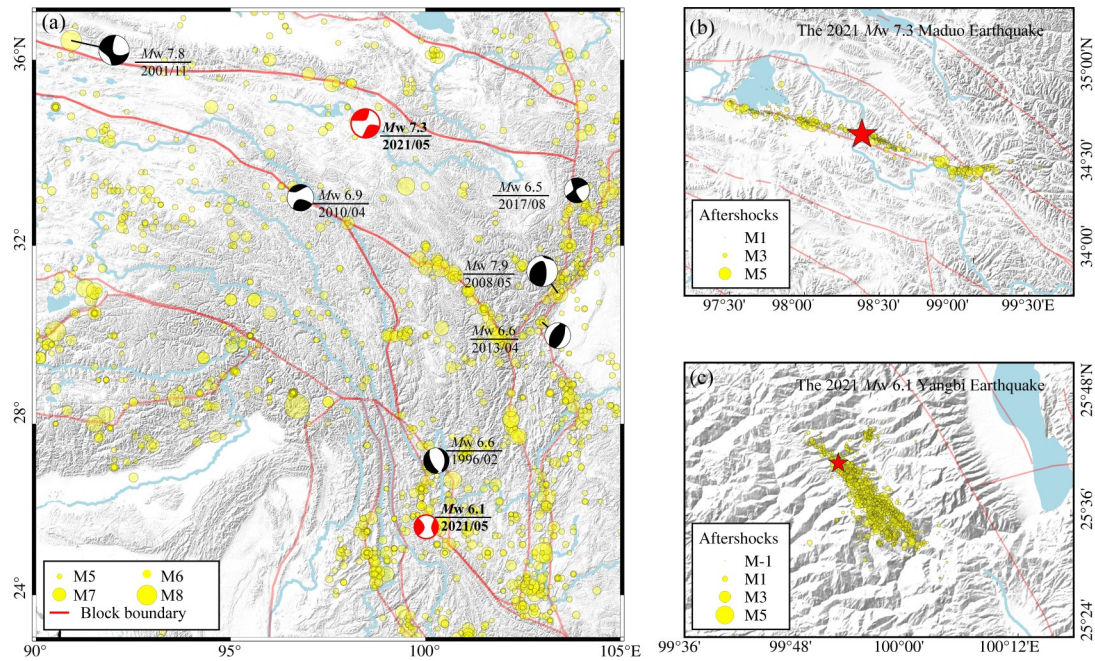 (a)
36°N
32°
28°
24°
90°
95°
100°
105°E
Mw 7.8
2001/11
Mw 7.3
2021/05
Mw 6.9
2010/04
Mw 6.5
2017/08
Mw 7.9
2008/05
Mw 6.6
2013/04
Mw 6.6
1996/02
Mw 6.1
2021/05
M5 M6
M7 M8
Block boundary
(b)
The 2021 Mw 7.3 Maduo Earthquake
35°00'N
34°30'
34°00'
97°30'
98°00'
98°30'
99°00'
99°30'E
Aftershocks
M1
M3
M5
(c)
The 2021 Mw 6.1 Yangbi Earthquake
25°48'N
25°36'
25°24'
99°36'
99°48'
100°00'
100°12'E
Aftershocks
M-1
M1
M3
M5